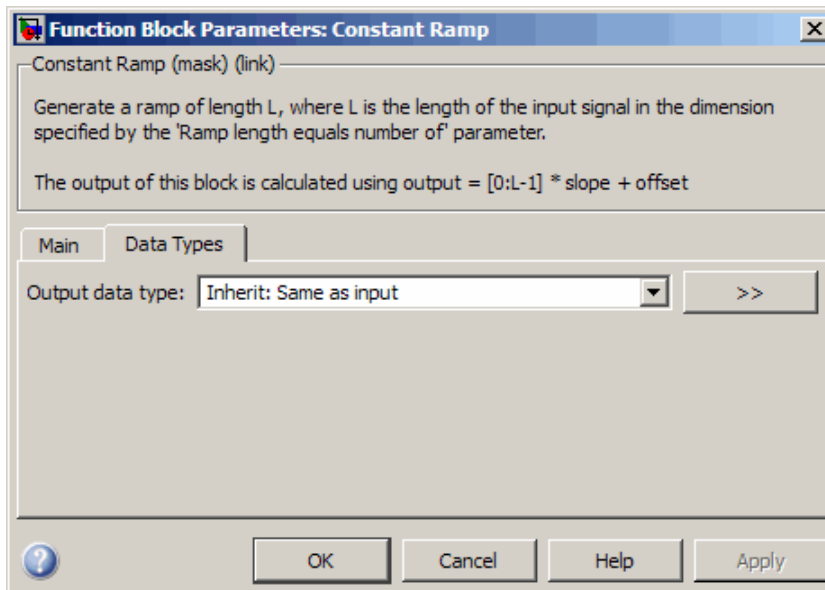 Function Block Parameters: Constant Ramp
Constant Ramp (mask) (link)
Generate a ramp of length L, where L is the length of the input signal in the dimension
specified by the 'Ramp length equals number of' parameter.
The output of this block is calculated using output = [0:L-1] * slope + offset
Main Data Types
Output data type: Inherit: Same as input >>
OK Cancel Help Apply